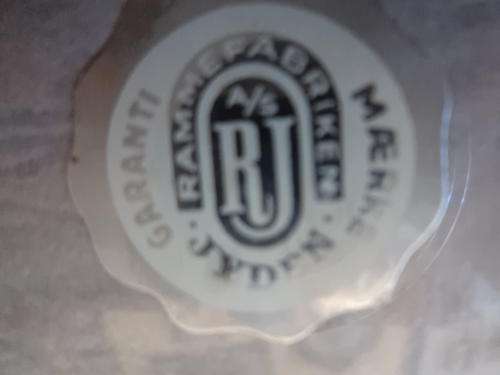 GARANTI
MÆRKE
RAMMEFABRIKEN
A/S
RJ
· JYDEN ·